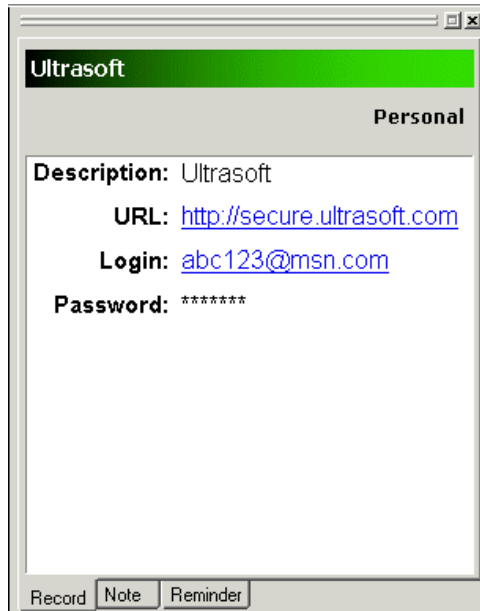 Ultrasoft
Personal
Description: Ultrasoft
URL: http://secure.ultrasoft.com
Login: abc123@msn.com
Password: *******
Record Note Reminder